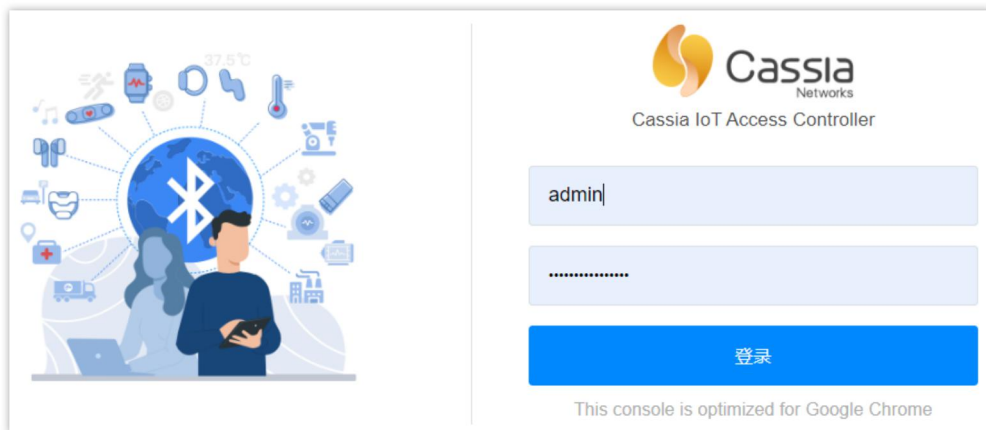 37.5℃
Cassia
Networks
Cassia IoT Access Controller
admin
················
登录
This console is optimized for Google Chrome